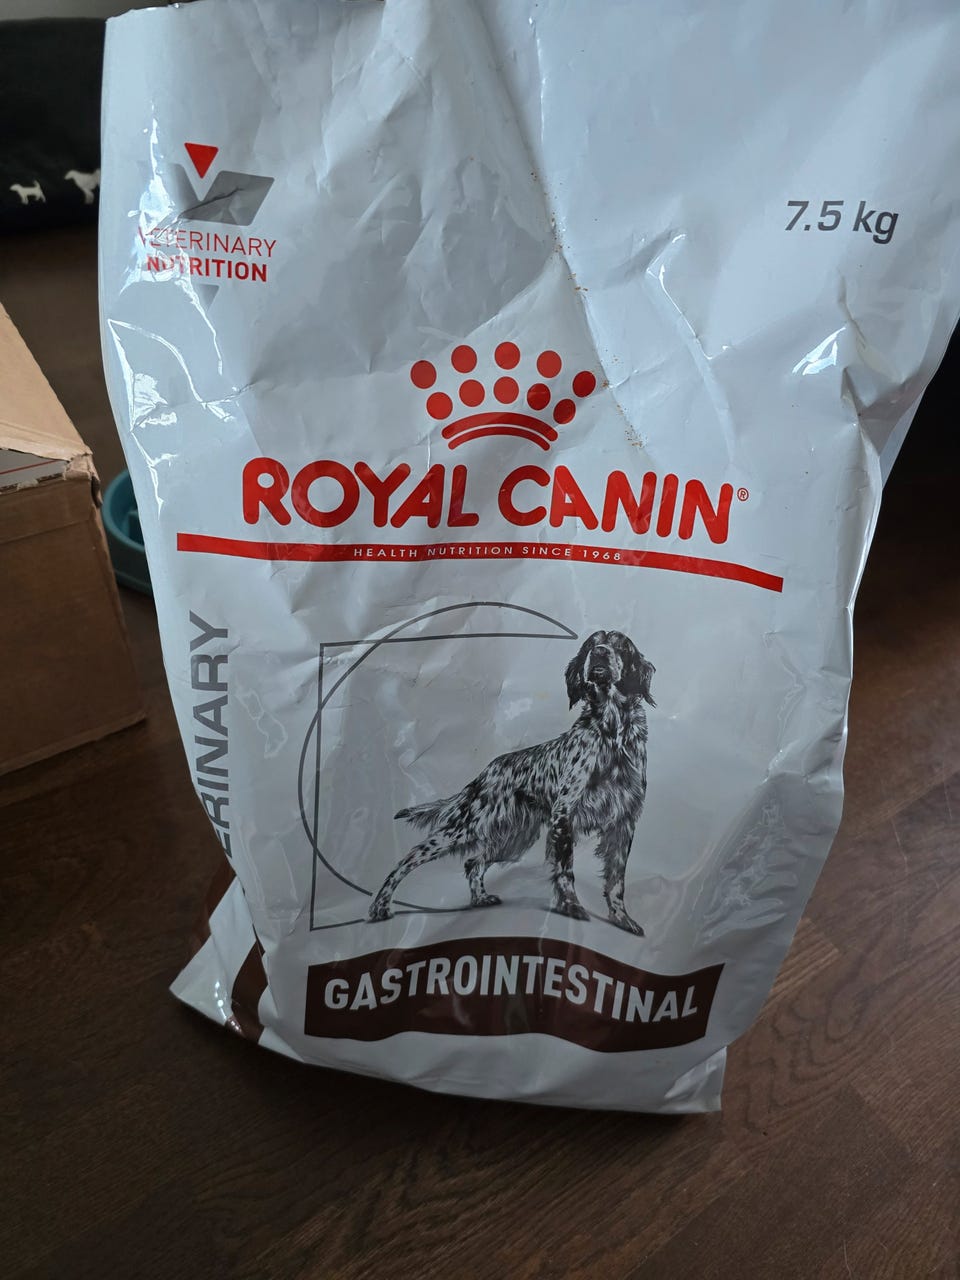 7.5 kg
VETERINARY
NUTRITION
ROYAL CANIN®
HEALTH NUTRITION SINCE 1968
ERINARY
GASTROINTESTINAL